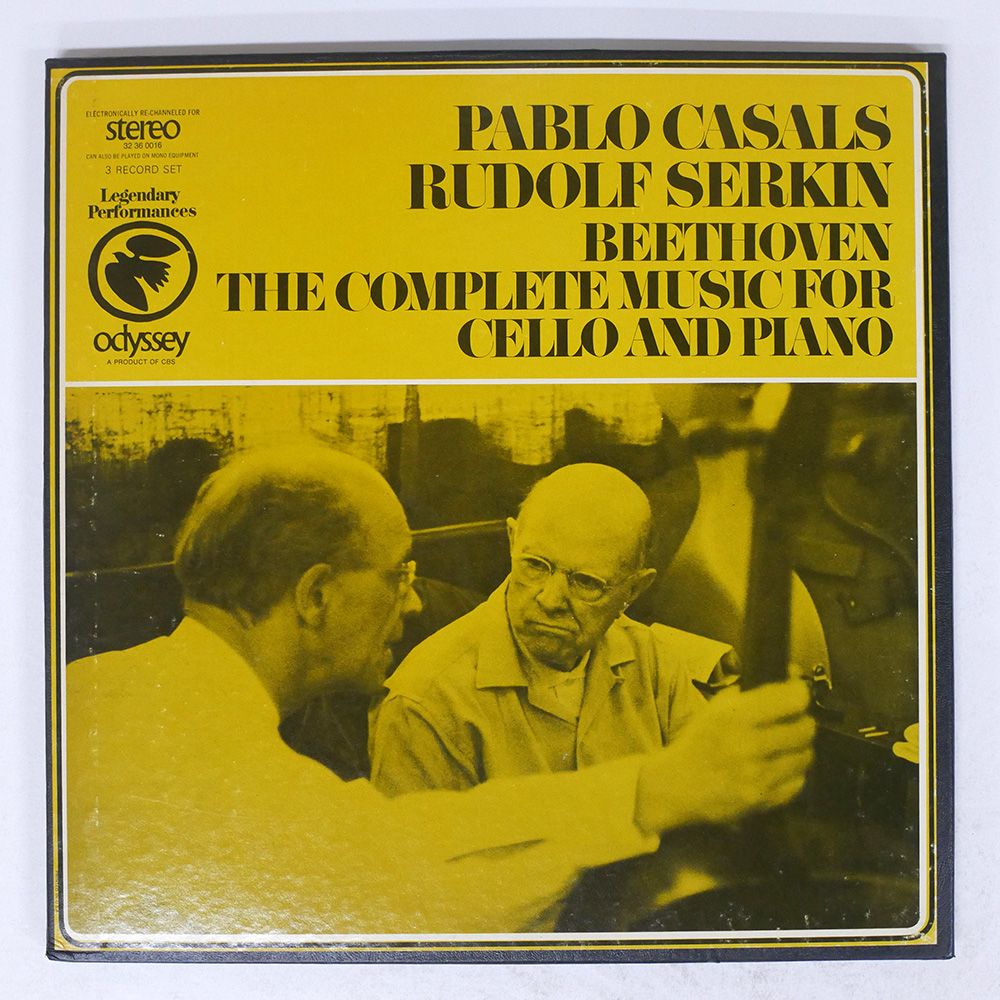 ELECTRONICALLY RE-CHANNELED FOR
stereo
32 36 0016
CAN ALSO BE PLAYED ON MONO EQUIPMENT
3 RECORD SET
Legendary
Performances
odyssey
A PRODUCT OF CBS
PABLO CASALS
RUDOLF SERKIN
BEETHOVEN
THE COMPLETE MUSIC FOR
CELLO AND PIANO